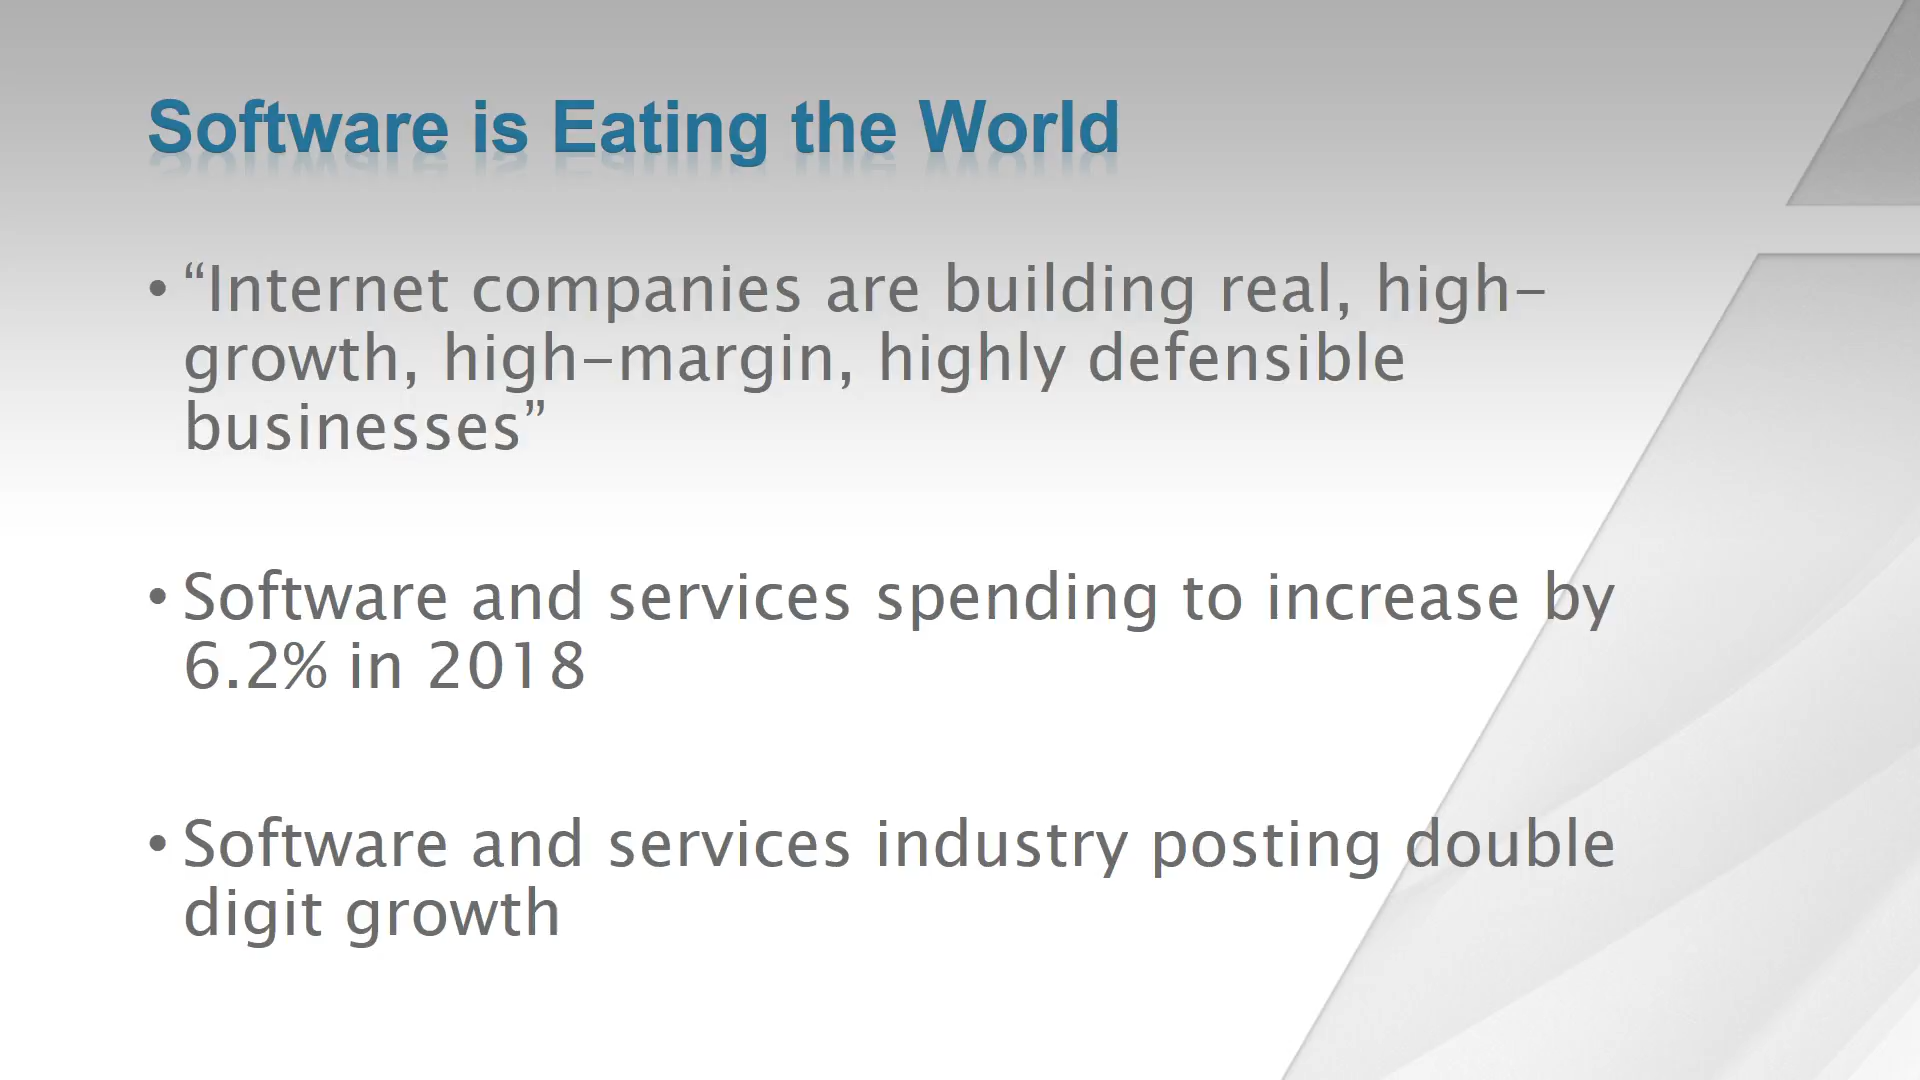 Software is Eating the World
• “Internet companies are building real, high-
growth, high-margin, highly defensible
businesses”
• Software and services spending to increase by
6.2% in 2018
• Software and services industry posting double
digit growth